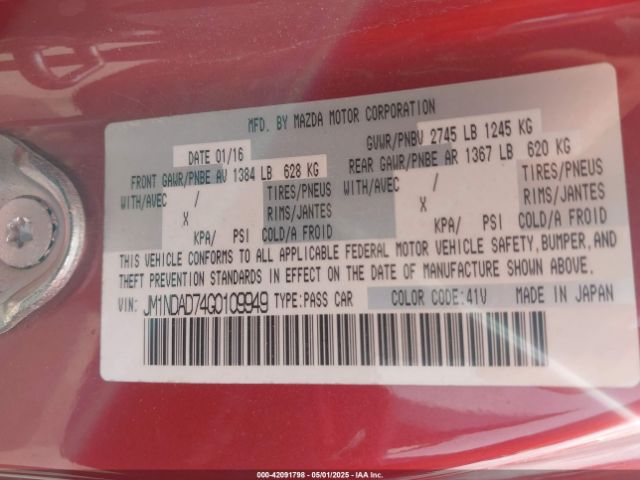 MFD. BY MAZDA MOTOR CORPORATION
DATE 01/16 GVWR/PNBV 2745 LB 1245 KG
FRONT GAWR/PNBE AV 1384 LB 628 KG REAR GAWR/PNBE AR 1367 LB 620 KG
WITH/AVEC / TIRES/PNEUS WITH/AVEC / TIRES/PNEUS
X RIMS/JANTES X RIMS/JANTES
KPA/ PSI COLD/A FROID KPA/ PSI COLD/A FROID
THIS VEHICLE CONFORMS TO ALL APPLICABLE FEDERAL MOTOR VEHICLE SAFETY, BUMPER, AND
THEFT PREVENTION STANDARDS IN EFFECT ON THE DATE OF MANUFACTURE SHOWN ABOVE.
VIN: JM1NDAD74G0109949 TYPE:PASS CAR COLOR CODE:41V MADE IN JAPAN
000-42091798 - 05/01/2025 - IAA Inc.